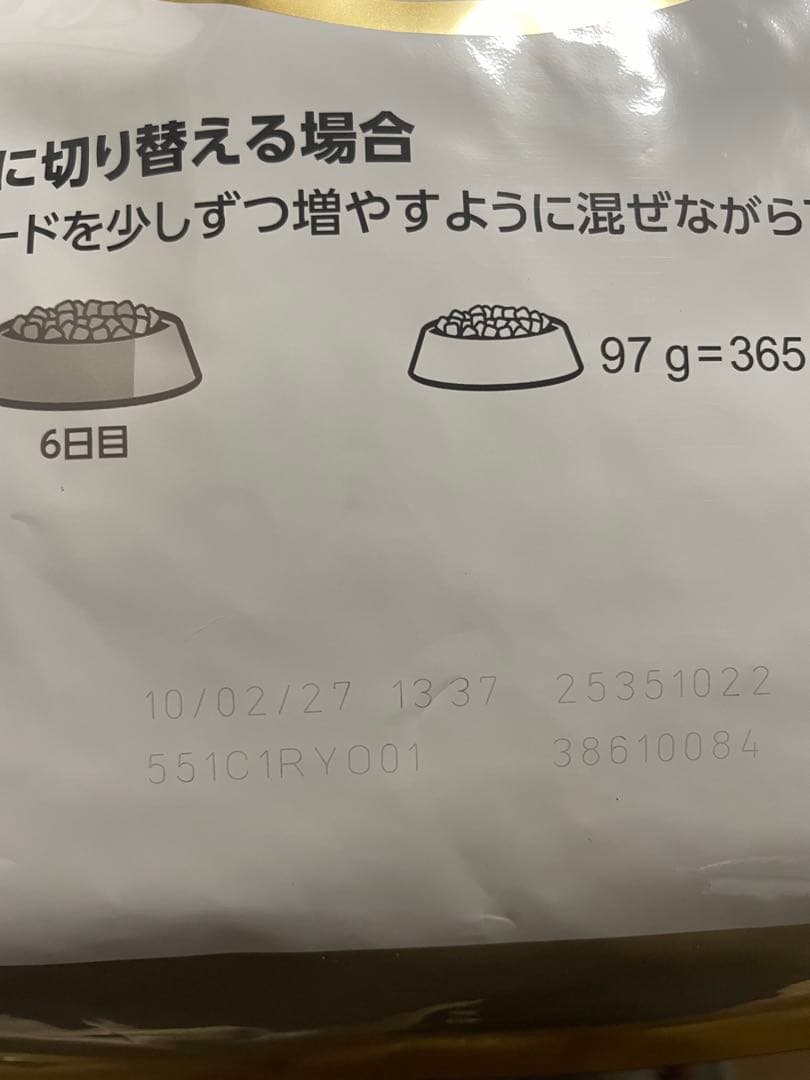 に切り替える場合
ードを少しずつ増やすように混ぜながら
97 g=365
6日目
10/02/27 13 37 25351022
551C1RY001 38610084